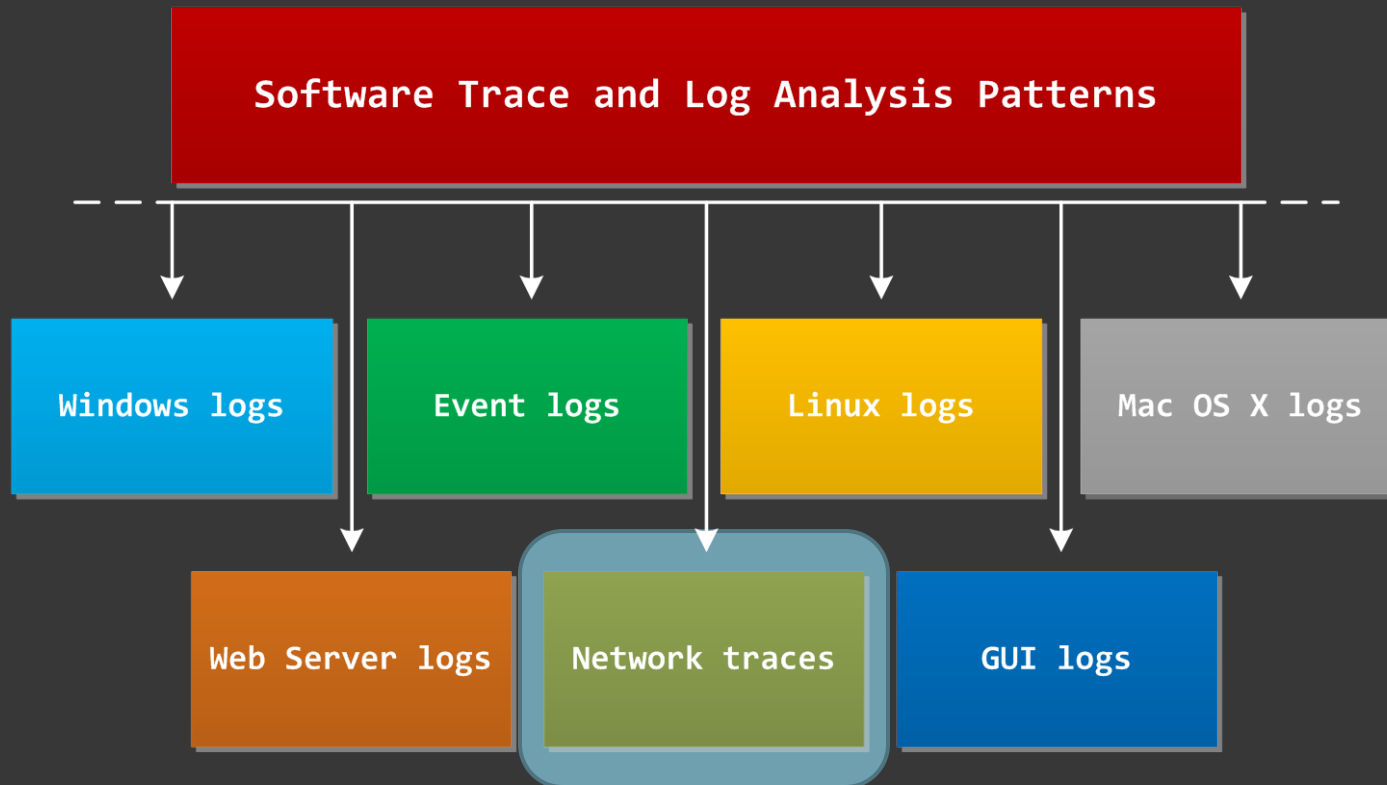 Software Trace and Log Analysis Patterns
Windows logs
Event logs
Linux logs
Mac OS X logs
Web Server logs
Network traces
GUI logs